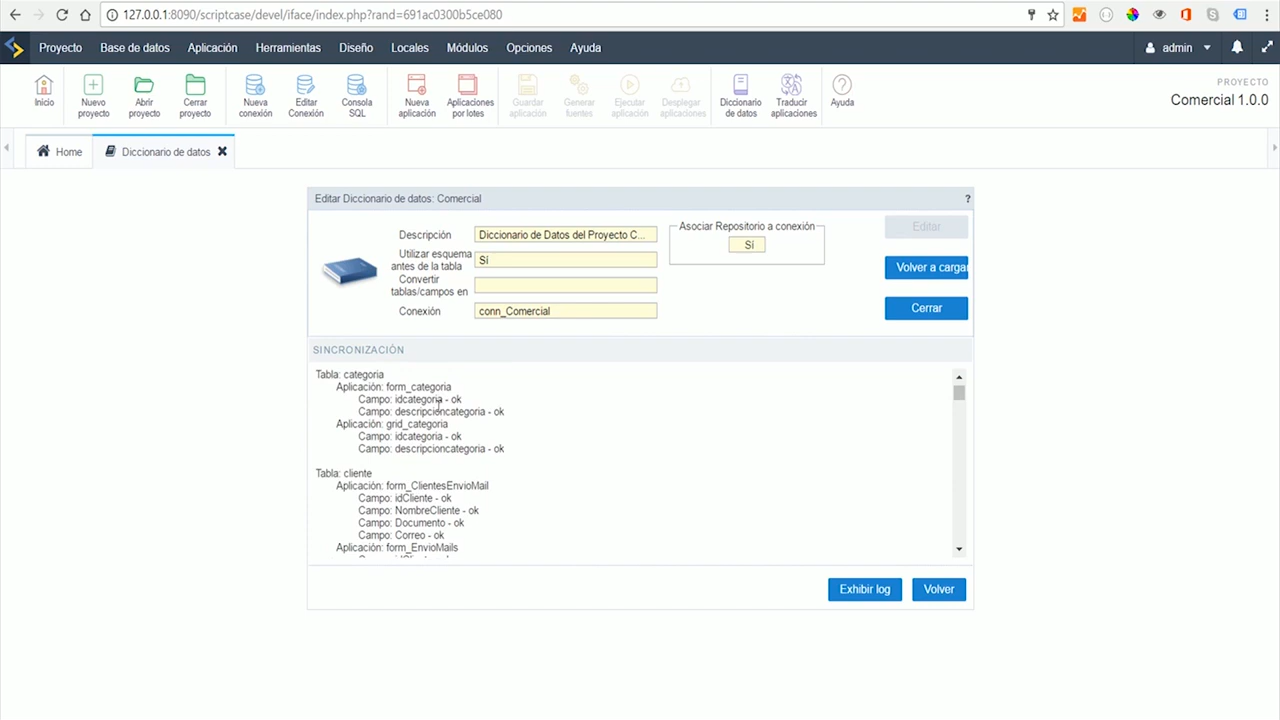 127.0.0.1:8090/scriptcase/devel/iface/index.php?rand=691ac0300b5ce080
Proyecto Base de datos Aplicación Herramientas Diseño Locales Módulos Opciones Ayuda admin
Inicio
Nuevo proyecto
Abrir proyecto
Cerrar proyecto
Nueva conexión
Editar Conexión
Consola SQL
Nueva aplicación
Aplicaciones por lotes
Guardar aplicación
Generar fuentes
Ejecutar aplicación
Desplegar aplicaciones
Diccionario de datos
Traducir aplicaciones
Ayuda
PROYECTO
Comercial 1.0.0
Home
Diccionario de datos
Editar Diccionario de datos: Comercial ?
Descripción Diccionario de Datos del Proyecto C...
Utilizar esquema antes de la tabla Sí
Convertir tablas/campos en
Conexión conn_Comercial
Asociar Repositorio a conexión
Sí
Editar
Volver a cargar
Cerrar
SINCRONIZACIÓN
Tabla: categoria
Aplicación: form_categoria
Campo: idcategoria - ok
Campo: descripcioncategoria - ok
Aplicación: grid_categoria
Campo: idcategoria - ok
Campo: descripcioncategoria - ok
Tabla: cliente
Aplicación: form_ClientesEnvioMail
Campo: idCliente - ok
Campo: NombreCliente - ok
Campo: Documento - ok
Campo: Correo - ok
Aplicación: form_EnvioMails
Exhibir log
Volver